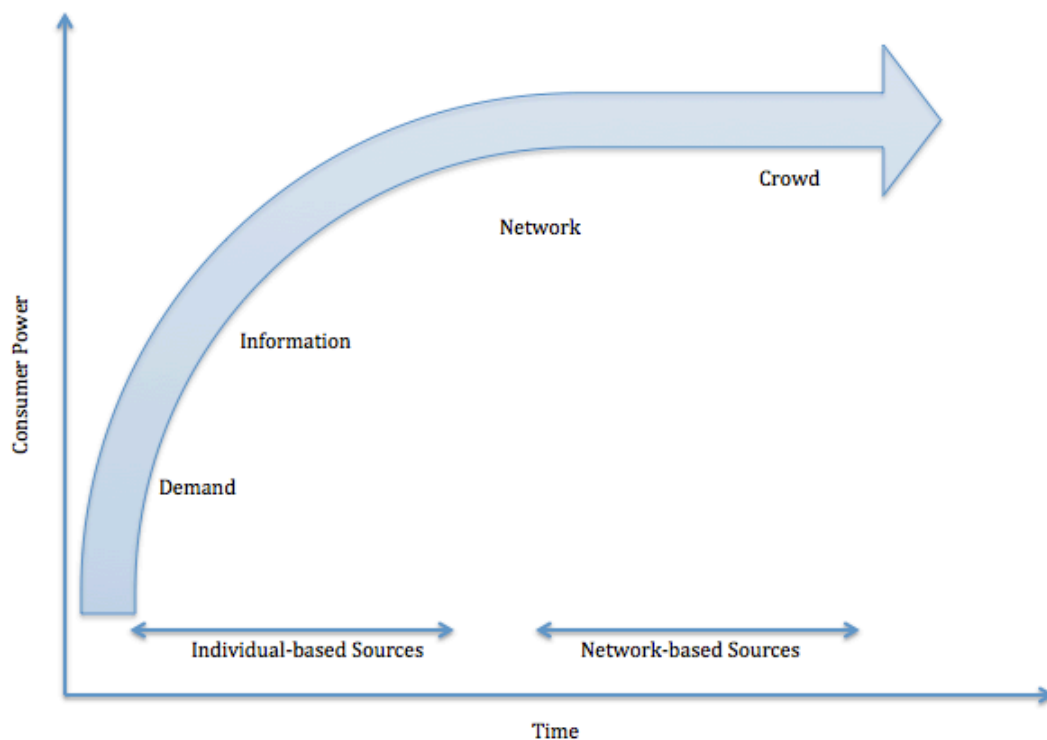 Crowd
Network
Information
Consumer Power
Demand
Individual-based Sources
Network-based Sources
Time